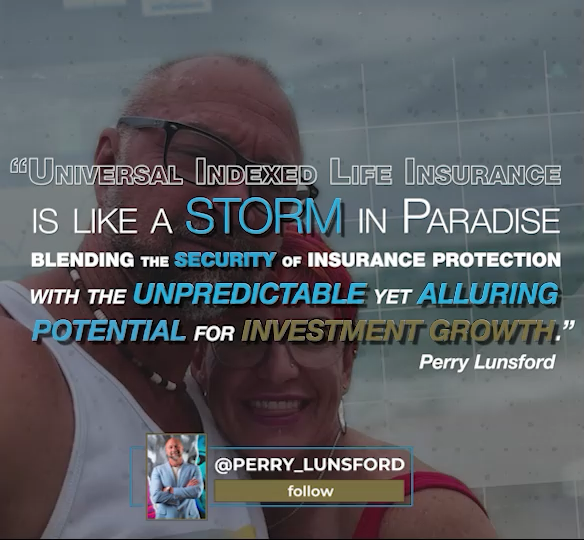 “Universal Indexed Life Insurance
IS LIKE A STORM IN PARADISE
BLENDING THE SECURITY OF INSURANCE PROTECTION
WITH THE UNPREDICTABLE YET ALLURING
POTENTIAL FOR INVESTMENT GROWTH.”
Perry Lunsford
@PERRY_LUNSFORD
follow